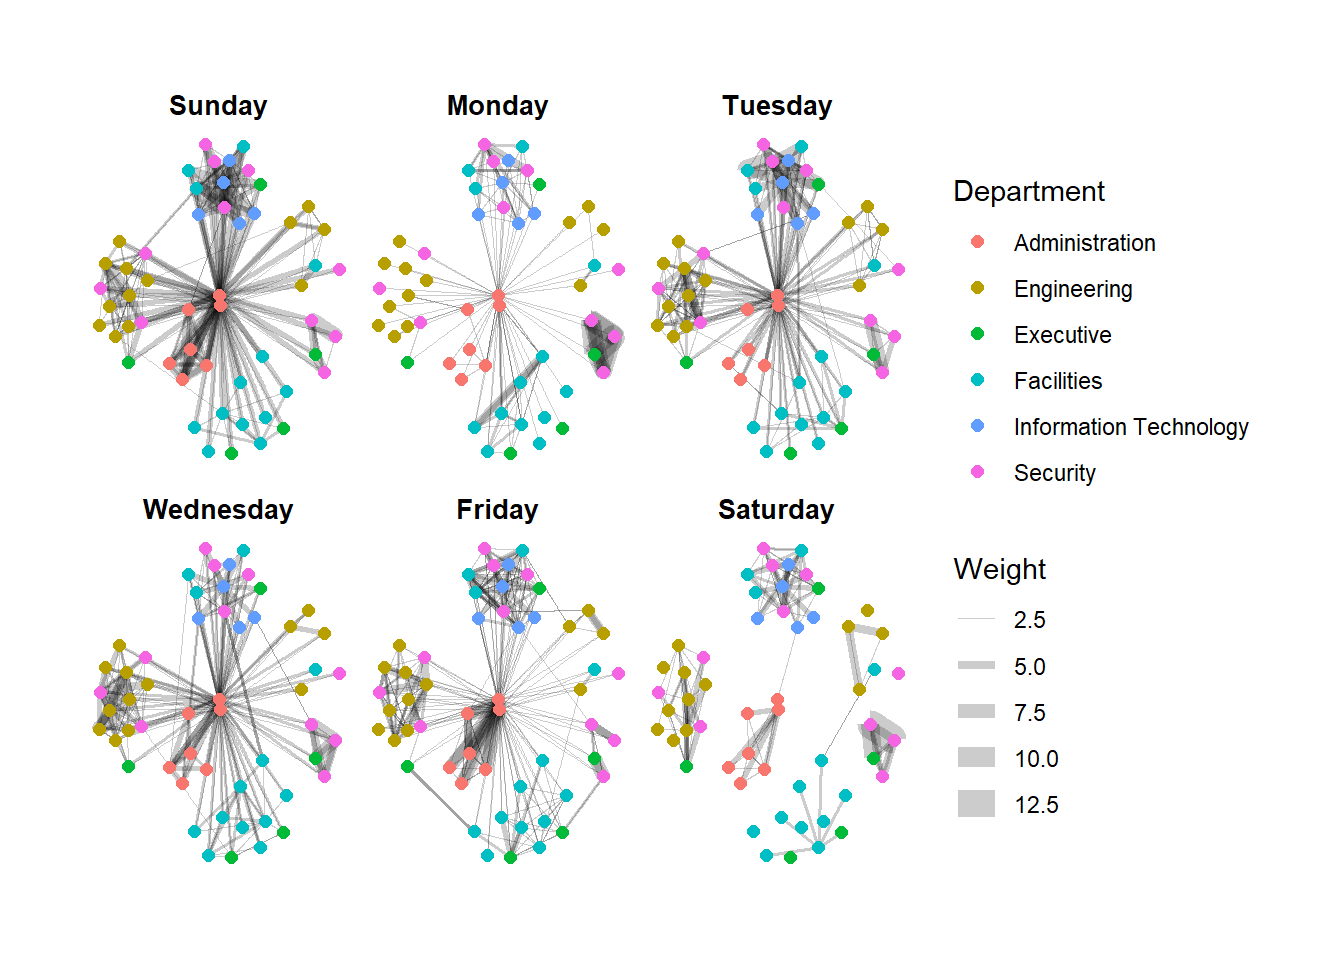 Sunday
Monday
Tuesday
Wednesday
Friday
Saturday
Department
Administration
Engineering
Executive
Facilities
Information Technology
Security
Weight
2.5
5.0
7.5
10.0
12.5